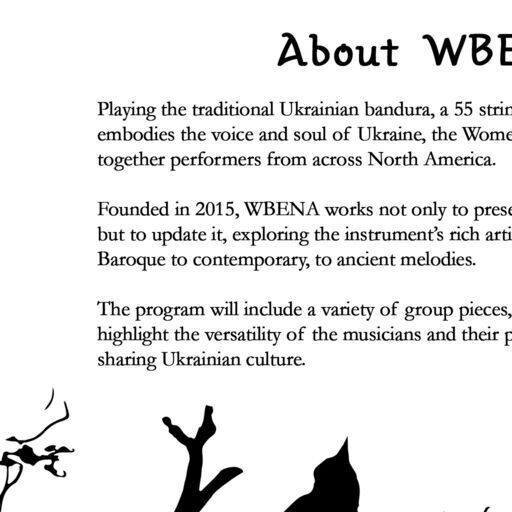 About WBE
Playing the traditional Ukrainian bandura, a 55 strin
embodies the voice and soul of Ukraine, the Wome
together performers from across North America.
Founded in 2015, WBENA works not only to prese
but to update it, exploring the instrument's rich arti
Baroque to contemporary, to ancient melodies.
The program will include a variety of group pieces,
highlight the versatility of the musicians and their p
sharing Ukrainian culture.